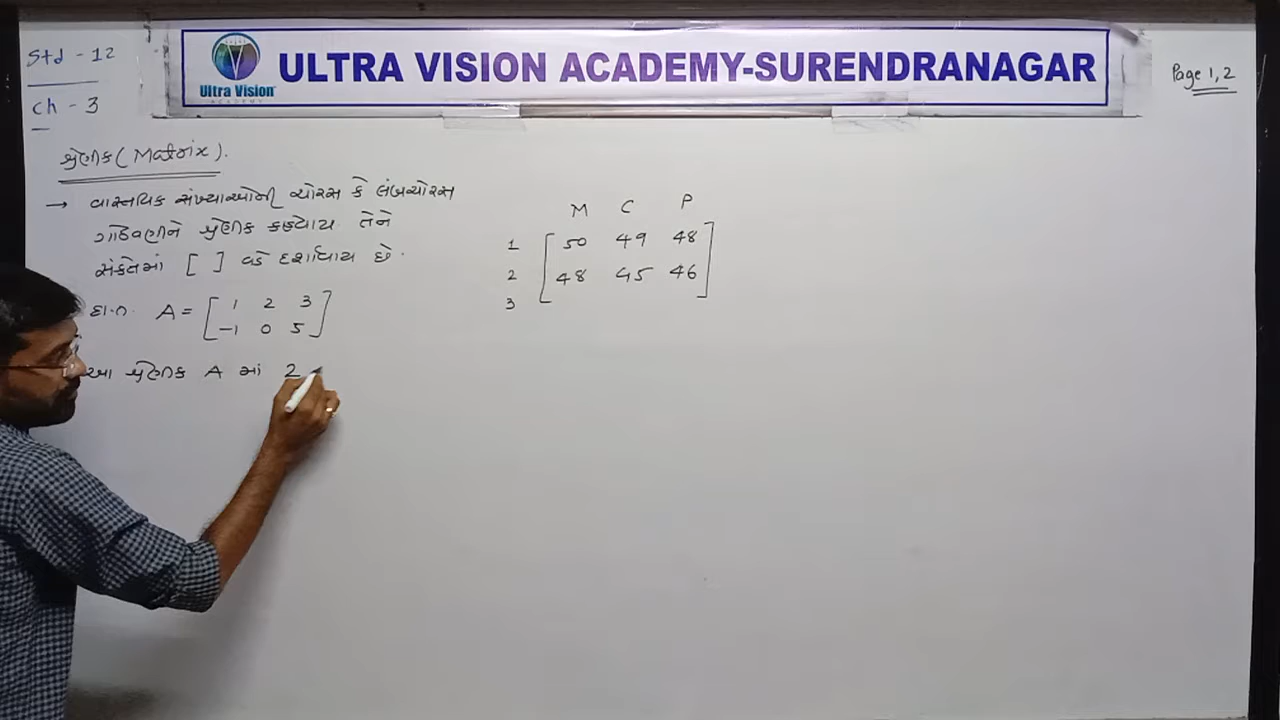 Std - 12
Ch - 3
Ultra Vision
ACADEMY
ULTRA VISION ACADEMY-SURENDRANAGAR
Page 1, 2
શ્રેણીક (Matrix).
→ વાસ્તવિક સંખ્યાઓની ચોરસ કે લંબચોરસ
ગોઠવણીને શ્રેણીક કહેવાય. તેને
સંકેતમાં [ ] વડે દર્શાવાય છે.
દા.ત. A = [ 1 2 3
-1 0 5 ]
આ શ્રેણીક A માં 2
M C P
1 [ 50 49 48
2 48 45 46 ]
3